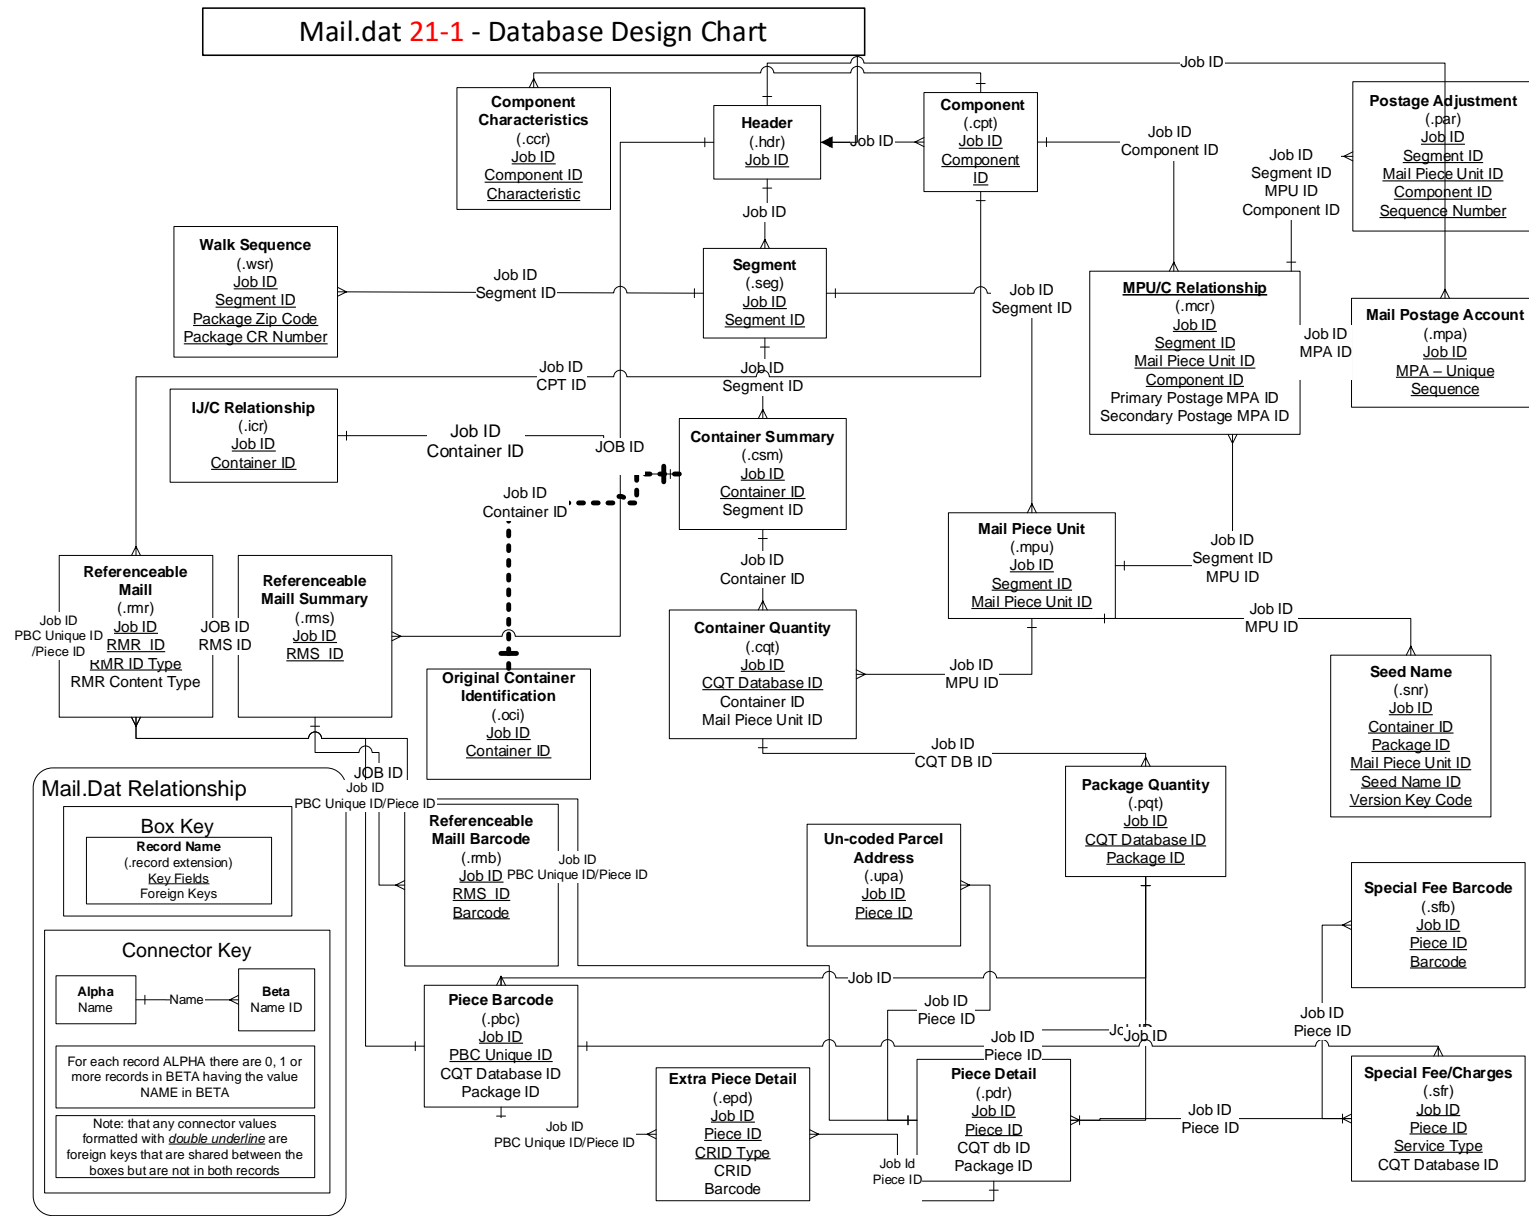 Mail.dat 21-1 - Database Design Chart
Job ID
Component
Characteristics
(.ccr)
Job ID
Component ID
Characteristic
Header
(.hdr)
Job ID
Job ID
Component
(.cpt)
Job ID
Component
ID
Job ID
Component ID
Job ID
Segment ID
MPU ID
Component ID
Postage Adjustment
(.par)
Job ID
Segment ID
Mail Piece Unit ID
Component ID
Sequence Number
Job ID
Walk Sequence
(.wsr)
Job ID
Segment ID
Package Zip Code
Package CR Number
Job ID
Segment ID
Segment
(.seg)
Job ID
Segment ID
Job ID
Segment ID
MPU/C Relationship
(.mcr)
Job ID
Segment ID
Mail Piece Unit ID
Component ID
Primary Postage MPA ID
Secondary Postage MPA ID
Job ID
MPA ID
Mail Postage Account
(.mpa)
Job ID
MPA – Unique
Sequence
Job ID
CPT ID
Job ID
Segment ID
IJ/C Relationship
(.icr)
Job ID
Container ID
Job ID
Container ID
JOB ID
Container Summary
(.csm)
Job ID
Container ID
Segment ID
Job ID
Container ID
Job ID
Container ID
Mail Piece Unit
(.mpu)
Job ID
Segment ID
Mail Piece Unit ID
Job ID
Segment ID
MPU ID
Referenceable
Maill
(.rmr)
Job ID
RMR  ID
RMR ID Type
RMR Content Type
Job ID
PBC Unique ID
/Piece ID
JOB ID
RMS ID
Referenceable
Maill Summary
(.rms)
Job ID
RMS  ID
Original Container
Identification
(.oci)
Job ID
Container ID
Container Quantity
(.cqt)
Job ID
CQT Database ID
Container ID
Mail Piece Unit ID
Job ID
MPU ID
Job ID
MPU ID
Seed Name
(.snr)
Job ID
Container ID
Package ID
Mail Piece Unit ID
Seed Name ID
Version Key Code
Job ID
CQT DB ID
Package Quantity
(.pqt)
Job ID
CQT Database ID
Package ID
JOB ID
Job ID
PBC Unique ID/Piece ID
Referenceable
Maill Barcode
(.rmb)
Job ID
RMS  ID
Barcode
Job ID
PBC Unique ID/Piece ID
Un-coded Parcel
Address
(.upa)
Job ID
Piece ID
Special Fee Barcode
(.sfb)
Job ID
Piece ID
Barcode
Mail.Dat Relationship
Box Key
Record Name
(.record extension)
Key Fields
Foreign Keys
Connector Key
Alpha
Name
Name
Beta
Name ID
For each record ALPHA there are 0, 1 or
more records in BETA having the value
NAME in BETA
Note: that any connector values
formatted with double underline are
foreign keys that are shared between the
boxes but are not in both records
Job ID
Piece Barcode
(.pbc)
Job ID
PBC Unique ID
CQT Database ID
Package ID
Job ID
Piece ID
Job ID
Piece ID
Job ID
Job ID
Piece ID
Job ID
PBC Unique ID/Piece ID
Extra Piece Detail
(.epd)
Job ID
Piece ID
CRID Type
CRID
Barcode
Job Id
Piece ID
Piece Detail
(.pdr)
Job ID
Piece ID
CQT db ID
Package ID
Job ID
Piece ID
Special Fee/Charges
(.sfr)
Job ID
Piece ID
Service Type
CQT Database ID